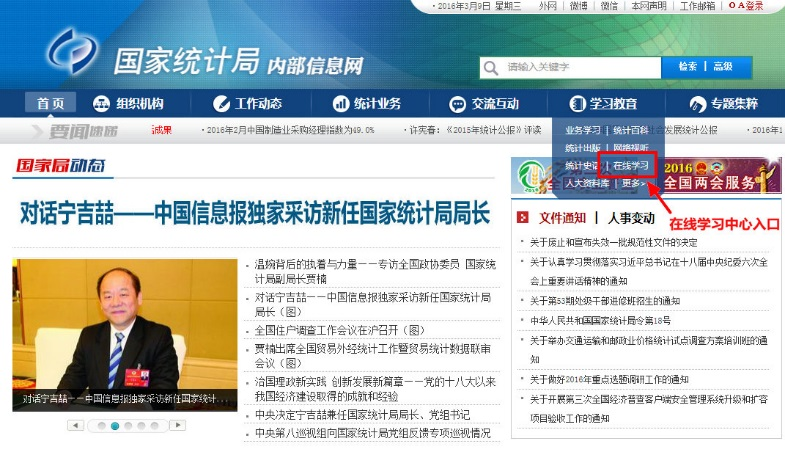 ·2016年3月9日 星期三 外网 | 微博 | 微信 | 本网声明 | 工作邮箱 | OA登录
国家统计局 内部信息网
请输入关键字
检索 | 高级
首页 组织机构 工作动态 统计业务 交流互动 学习教育 专题集粹
要闻速递 成果 ·2016年2月中国制造业采购经理指数为49.0% ·许宪春：《2015年统计公报》评读 会发展统计公报 ·2016年1
业务学习 | 统计百科
统计出版 | 网络视听
统计史话 | 在线学习
人大资料库 | 更多>
国家局动态
2016
全国两会服务
对话宁吉喆——中国信息报独家采访新任国家统计局局长
文件通知 | 人事变动
在线学习中心入口
对话宁吉喆——中国信息报独家采访新任国家统计...
温婉背后的执着与力量——专访全国政协委员 国家统
计局副局长贾楠
对话宁吉喆——中国信息报独家采访新任国家统计局
局长（图）
全国住户调查工作会议在沪召开（图）
贾楠出席全国贸易外经统计工作暨贸易统计数据联审
会议（图）
治国理政新实践 创新发展新篇章——党的十八大以来
我国经济建设取得的成就和经验
中央决定宁吉喆兼任国家统计局局长、党组书记
中央第八巡视组向国家统计局党组反馈专项巡视情况
关于废止和宣布失效一批规范性文件的决定
关于认真学习贯彻落实习近平总书记在十八届中央纪委六次全
会上重要讲话精神的通知
关于第53期处级干部进修班招生的通知
中华人民共和国国家统计局令第18号
关于举办交通运输和邮政业价格统计试点调查方案培训班的通
知
关于做好2016年重点选题调研工作的通知
关于开展第三次全国经济普查客户端安全管理系统升级和扩容
项目验收工作的通知